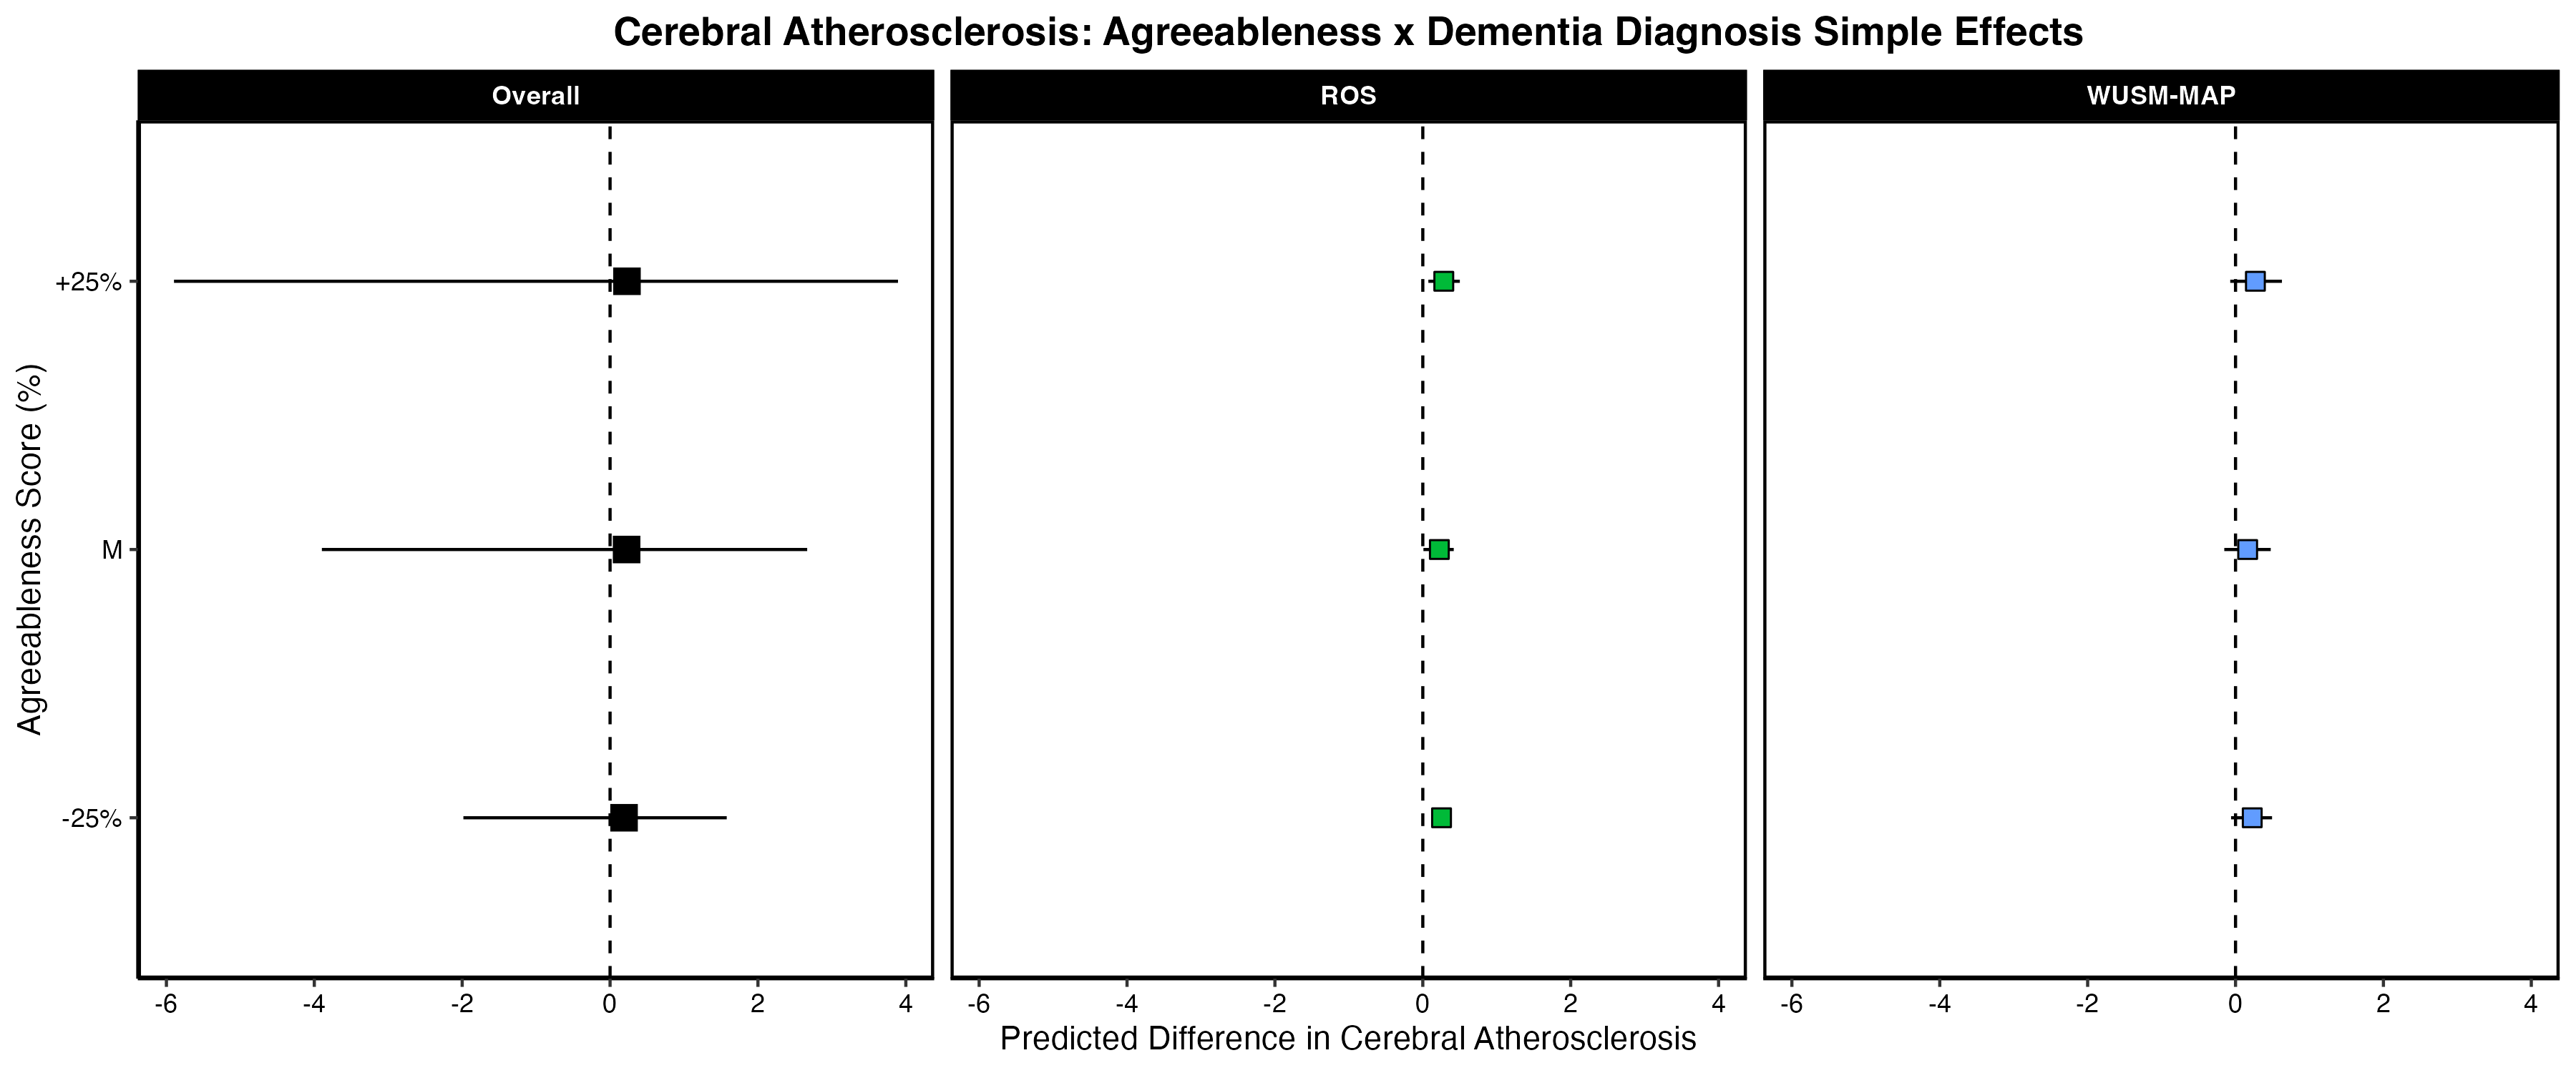 Cerebral Atherosclerosis: Agreeableness x Dementia Diagnosis Simple Effects
Overall
ROS
WUSM-MAP
Agreeableness Score (%)
+25%
M
-25%
-6 -4 -2 0 2 4
-6 -4 -2 0 2 4
-6 -4 -2 0 2 4
Predicted Difference in Cerebral Atherosclerosis